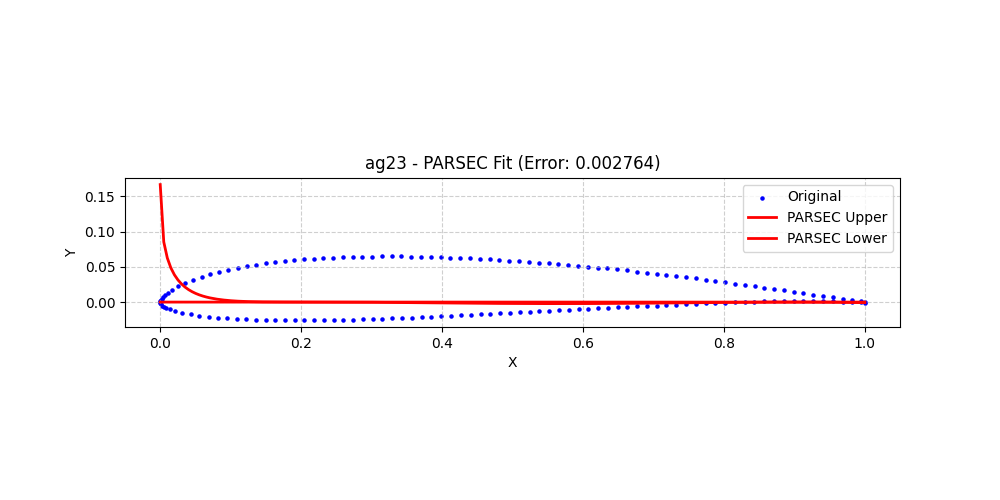 ag23 - PARSEC Fit (Error: 0.002764)
0.15
0.10
0.05
0.00
Y
Original
PARSEC Upper
PARSEC Lower
0.0 0.2 0.4 0.6 0.8 1.0
X